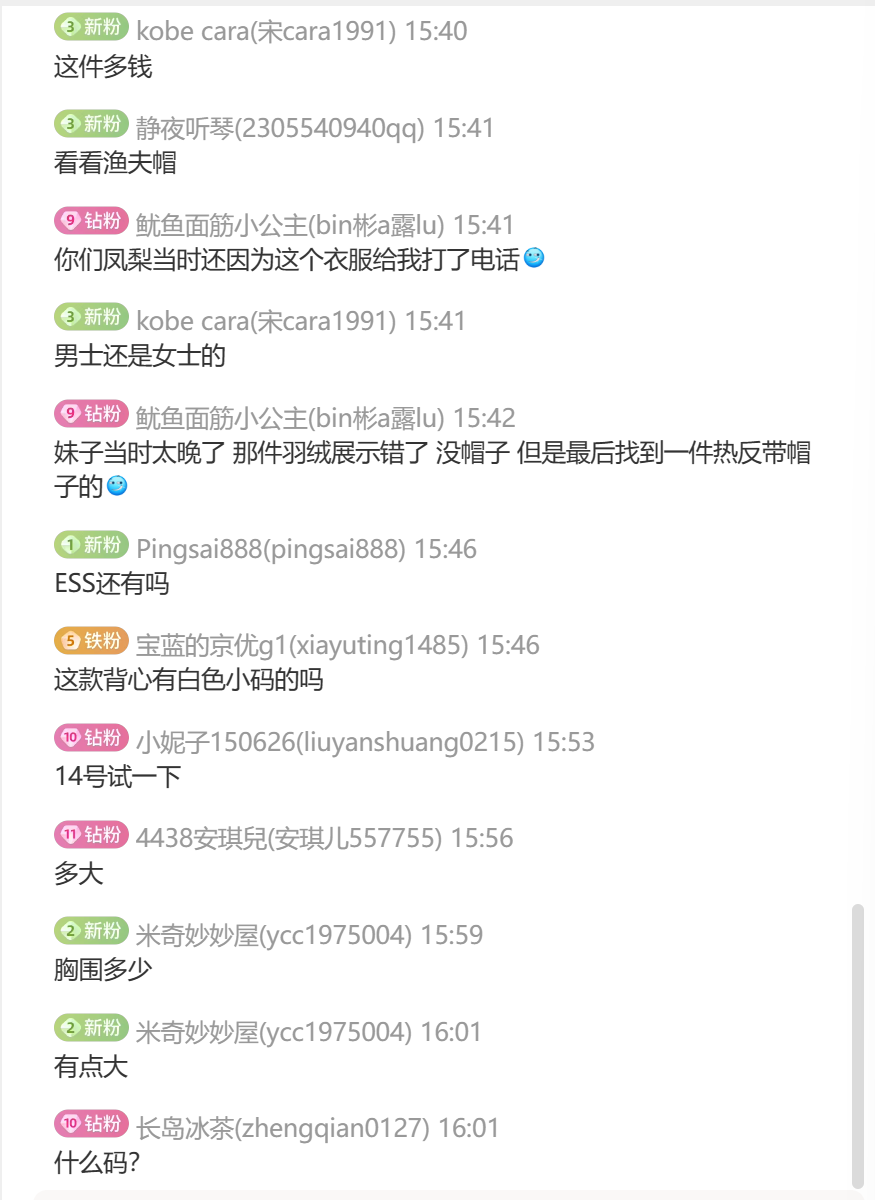 3 新粉 kobe cara(宋cara1991) 15:40
这件多钱
3 新粉 静夜听琴(2305540940qq) 15:41
看看渔夫帽
9 钻粉 鱿鱼面筋小公主(bin彬a露lu) 15:41
你们凤梨当时还因为这个衣服给我打了电话
3 新粉 kobe cara(宋cara1991) 15:41
男士还是女士的
9 钻粉 鱿鱼面筋小公主(bin彬a露lu) 15:42
妹子当时太晚了 那件羽绒展示错了 没帽子 但是最后找到一件热反带帽
子的
1 新粉 Pingsai888(pingsai888) 15:46
ESS还有吗
5 铁粉 宝蓝的京优g1(xiayuting1485) 15:46
这款背心有白色小码的吗
10 钻粉 小妮子150626(liuyanshuang0215) 15:53
14号试一下
11 钻粉 4438安琪兒(安琪儿557755) 15:56
多大
2 新粉 米奇妙妙屋(ycc1975004) 15:59
胸围多少
2 新粉 米奇妙妙屋(ycc1975004) 16:01
有点大
10 钻粉 长岛冰茶(zhengqian0127) 16:01
什么码?